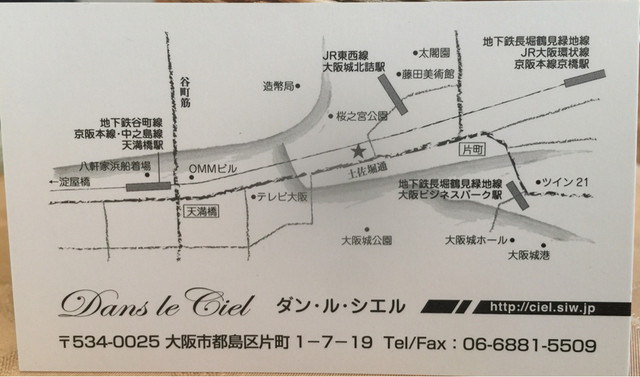 地下鉄長堀鶴見緑地線
JR大阪環状線
京阪本線京橋駅
太閤園
JR東西線
大阪城北詰駅
藤田美術館
谷町筋
造幣局
桜之宮公園
地下鉄谷町線
京阪本線・中之島線
天満橋駅
八軒家浜船着場
OMMビル
←淀屋橋
天満橋
テレビ大阪
土佐堀通
片町
地下鉄長堀鶴見緑地線
大阪ビジネスパーク駅
ツイン21
大阪城公園
大阪城ホール
大阪城港
Dans le Ciel ダン・ル・シエル http://ciel.siw.jp
〒534-0025 大阪市都島区片町 1-7-19 Tel/Fax : 06-6881-5509